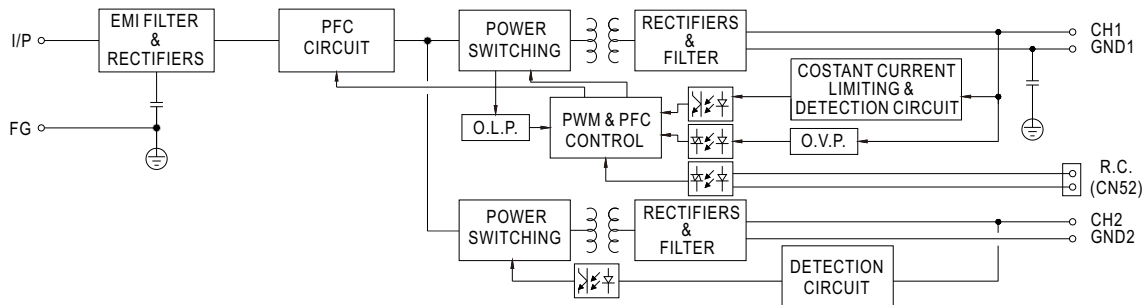 I/P
EMI FILTER
&
RECTIFIERS
PFC
CIRCUIT
POWER
SWITCHING
RECTIFIERS
&
FILTER
CH1
GND1
COSTANT CURRENT
LIMITING &
DETECTION CIRCUIT
FG
O.L.P.
PWM & PFC
CONTROL
O.V.P.
R.C.
(CN52)
POWER
SWITCHING
RECTIFIERS
&
FILTER
CH2
GND2
DETECTION
CIRCUIT